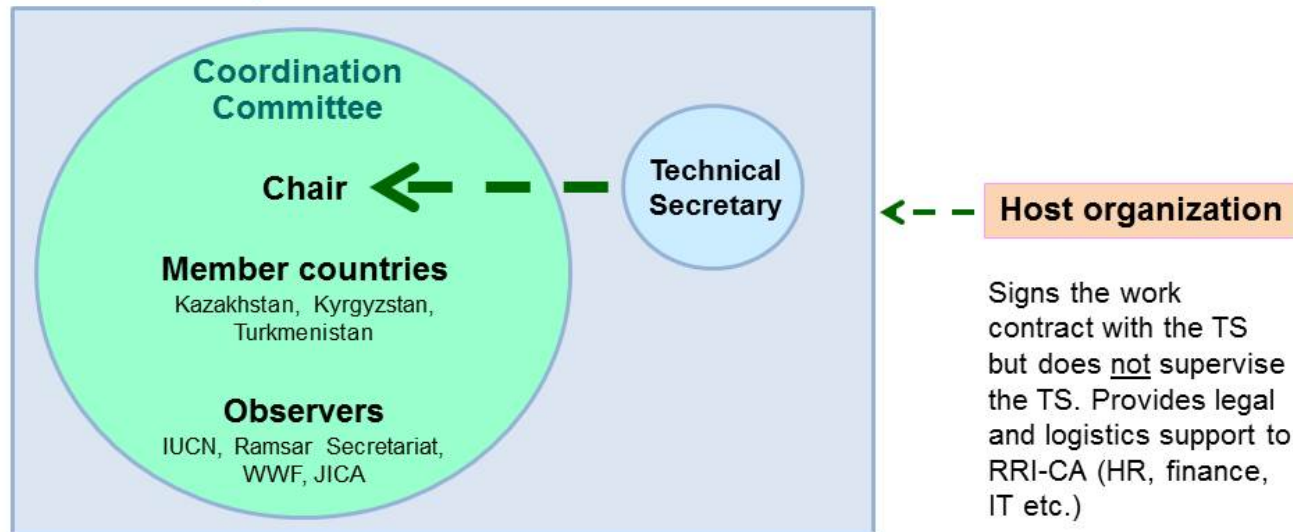 Coordination
Committee
Chair
Member countries
Kazakhstan, Kyrgyzstan,
Turkmenistan
Observers
IUCN, Ramsar Secretariat,
WWF, JICA
Technical
Secretary
Host organization
Signs the work
contract with the TS
but does not supervise
the TS. Provides legal
and logistics support to
RRI-CA (HR, finance,
IT etc.)